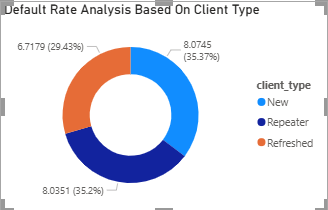 Default Rate Analysis Based On Client Type
6.7179 (29.43%)
8.0745
(35.37%)
client_type
New
Repeater
Refreshed
8.0351 (35.2%)